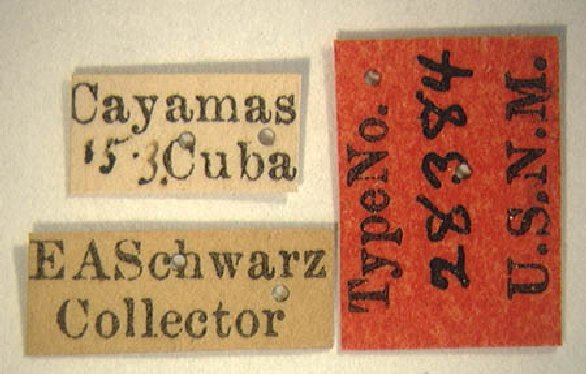 Cayamas
15.3. Cuba
EASchwarz
Collector
TypeNo.
28384
U.S.N.M.